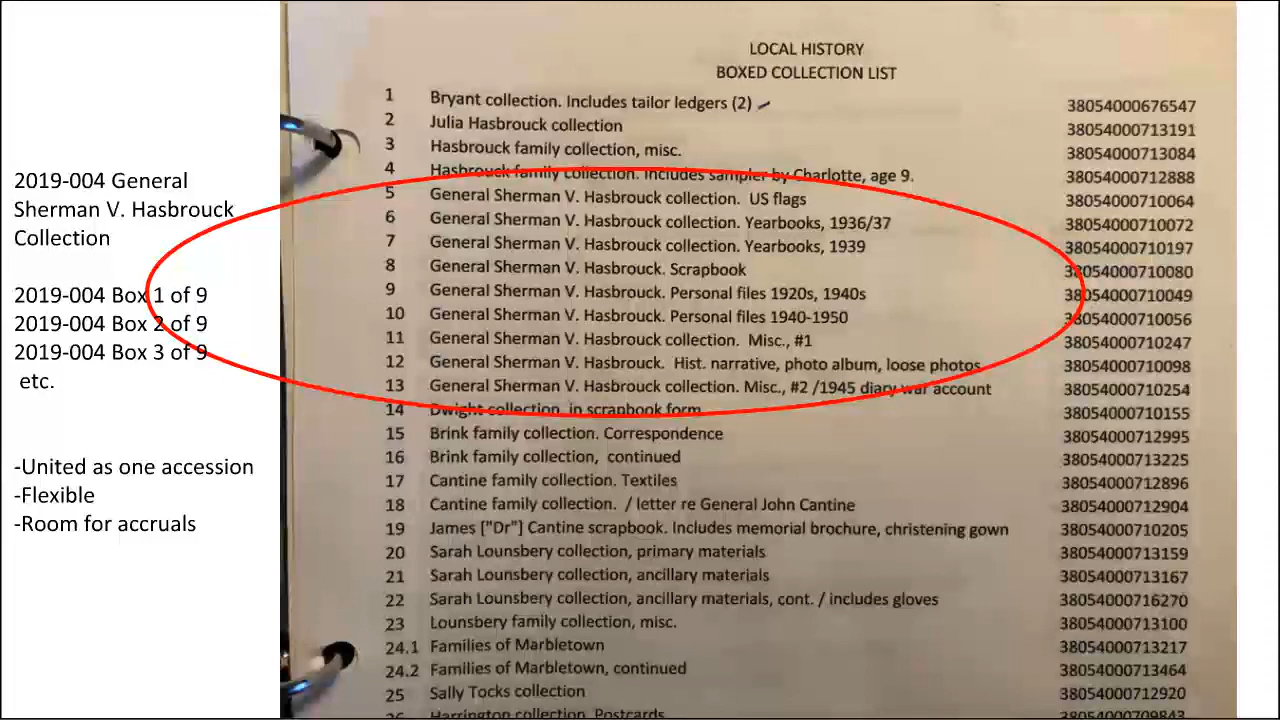 2019-004 General
Sherman V. Hasbrouck
Collection
2019-004 Box 1 of 9
2019-004 Box 2 of 9
2019-004 Box 3 of 9
etc.
-United as one accession
-Flexible
-Room for accruals
LOCAL HISTORY
BOXED COLLECTION LIST
1 Bryant collection. Includes tailor ledgers (2) 38054000676547
2 Julia Hasbrouck collection 38054000713191
3 Hasbrouck family collection, misc. 38054000713084
4 Hasbrouck family collection. Includes sampler by Charlotte, age 9. 38054000712888
5 General Sherman V. Hasbrouck collection. US flags 38054000710064
6 General Sherman V. Hasbrouck collection. Yearbooks, 1936/37 38054000710072
7 General Sherman V. Hasbrouck collection. Yearbooks, 1939 38054000710197
8 General Sherman V. Hasbrouck. Scrapbook 38054000710080
9 General Sherman V. Hasbrouck. Personal files 1920s, 1940s 38054000710049
10 General Sherman V. Hasbrouck. Personal files 1940-1950 38054000710056
11 General Sherman V. Hasbrouck collection. Misc., #1 38054000710247
12 General Sherman V. Hasbrouck. Hist. narrative, photo album, loose photos 38054000710098
13 General Sherman V. Hasbrouck collection. Misc., #2 /1945 diary war account 38054000710254
14 Dwight collection in scrapbook form 38054000710155
15 Brink family collection. Correspondence 38054000712995
16 Brink family collection, continued 38054000713225
17 Cantine family collection. Textiles 38054000712896
18 Cantine family collection. / letter re General John Cantine 38054000712904
19 James ["Dr"] Cantine scrapbook. Includes memorial brochure, christening gown 38054000710205
20 Sarah Lounsbery collection, primary materials 38054000713159
21 Sarah Lounsbery collection, ancillary materials 38054000713167
22 Sarah Lounsbery collection, ancillary materials, cont. / includes gloves 38054000716270
23 Lounsbery family collection, misc. 38054000713100
24.1 Families of Marbletown 38054000713217
24.2 Families of Marbletown, continued 38054000713464
25 Sally Tocks collection 38054000712920
26 Harrington collection. Postcards 38054000709843